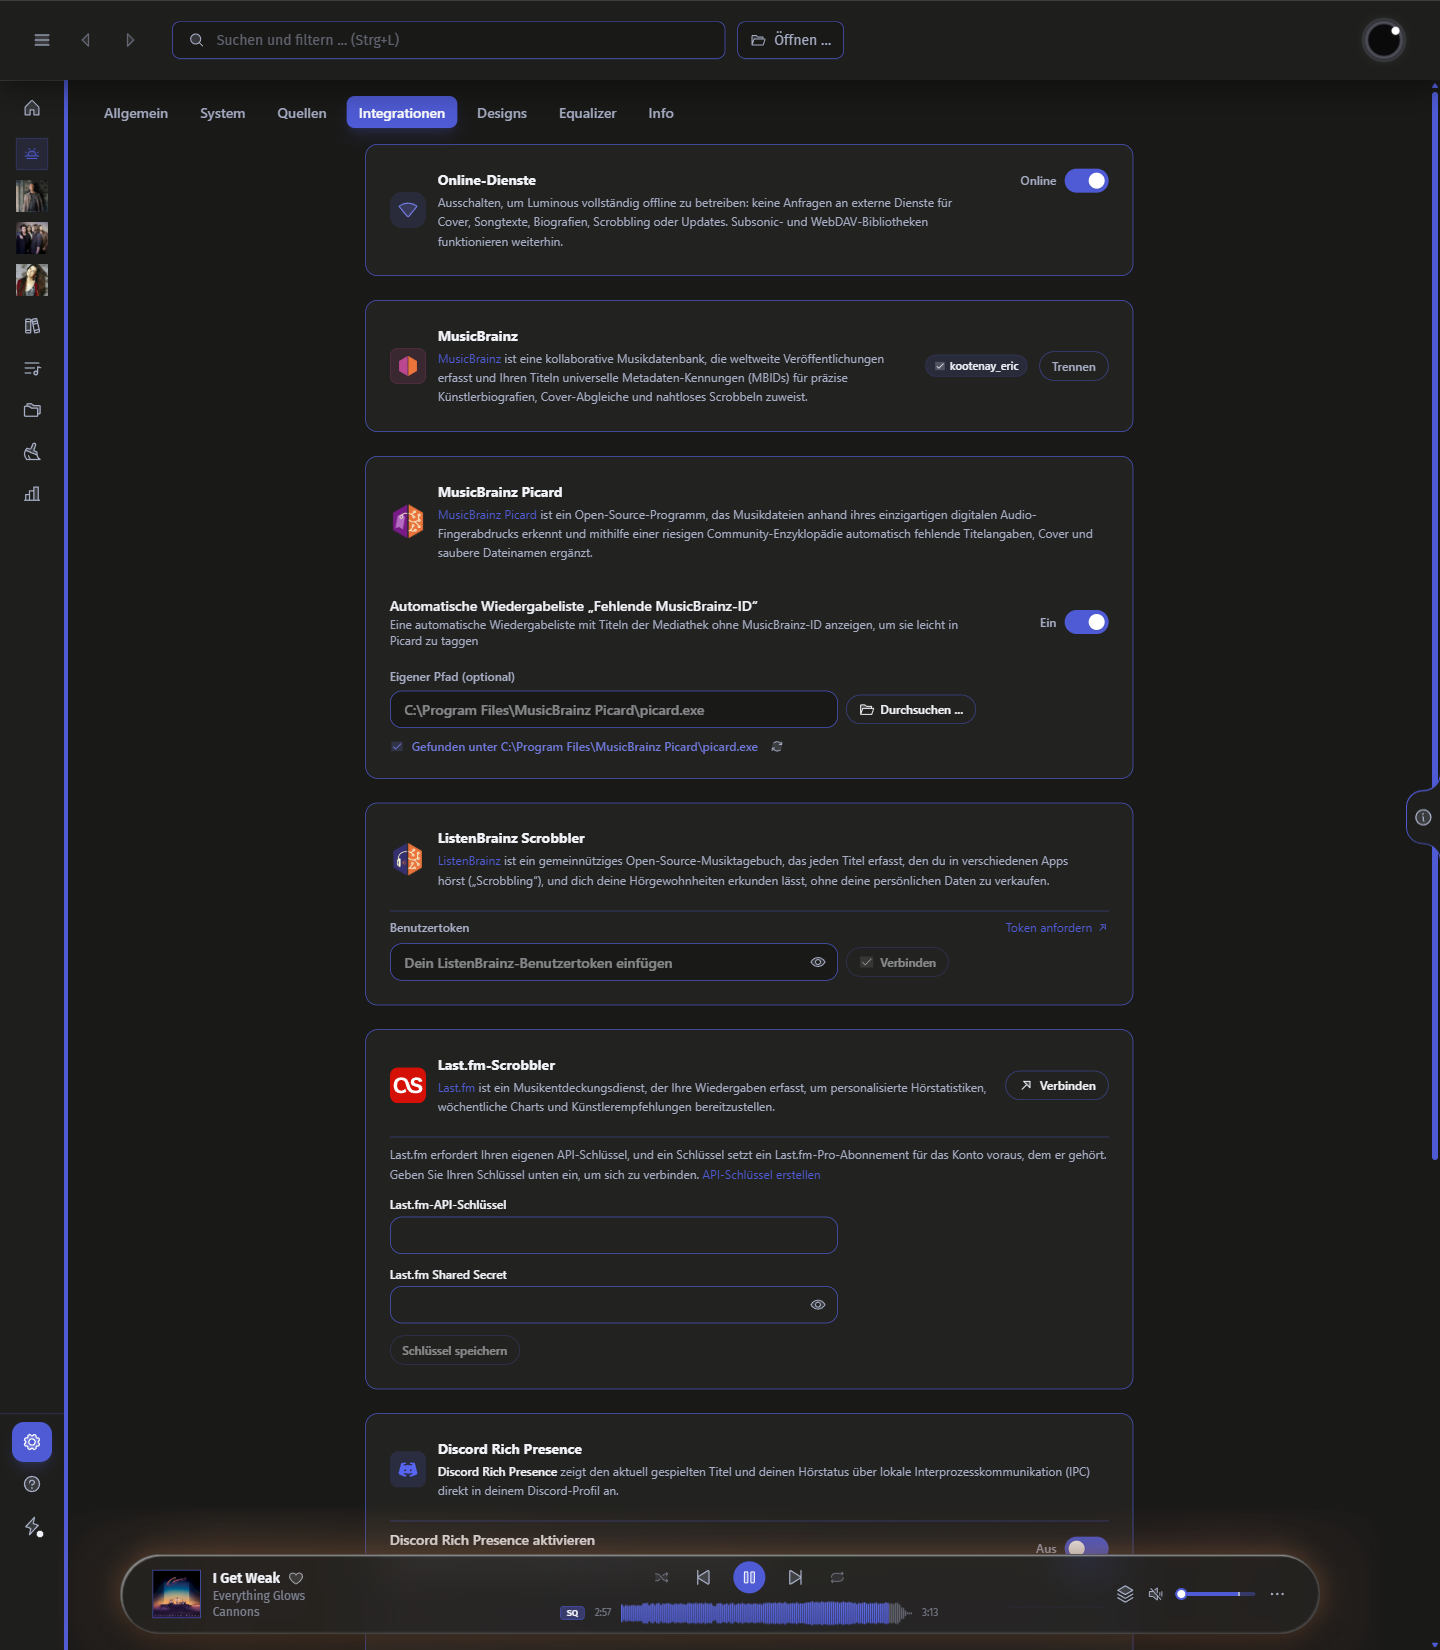 Suchen und filtern ... (Strg+L)
Öffnen ...
Allgemein
System
Quellen
Integrationen
Designs
Equalizer
Info
Online-Dienste
Ausschalten, um Luminous vollständig offline zu betreiben: keine Anfragen an externe Dienste für
Cover, Songtexte, Biografien, Scrobbling oder Updates. Subsonic- und WebDAV-Bibliotheken
funktionieren weiterhin.
Online
MusicBrainz
MusicBrainz ist eine kollaborative Musikdatenbank, die weltweite Veröffentlichungen
erfasst und Ihren Titeln universelle Metadaten-Kennungen (MBIDs) für präzise
Künstlerbiografien, Cover-Abgleiche und nahtloses Scrobbeln zuweist.
kootenay_eric
Trennen
MusicBrainz Picard
MusicBrainz Picard ist ein Open-Source-Programm, das Musikdateien anhand ihres einzigartigen digitalen Audio-
Fingerabdrucks erkennt und mithilfe einer riesigen Community-Enzyklopädie automatisch fehlende Titelangaben, Cover und
saubere Dateinamen ergänzt.
Automatische Wiedergabeliste „Fehlende MusicBrainz-ID“
Eine automatische Wiedergabeliste mit Titeln der Mediathek ohne MusicBrainz-ID anzeigen, um sie leicht in
Picard zu taggen
Ein
Eigener Pfad (optional)
C:\Program Files\MusicBrainz Picard\picard.exe
Durchsuchen ...
Gefunden unter C:\Program Files\MusicBrainz Picard\picard.exe
ListenBrainz Scrobbler
ListenBrainz ist ein gemeinnütziges Open-Source-Musiktagebuch, das jeden Titel erfasst, den du in verschiedenen Apps
hörst („Scrobbling“), und dich deine Hörgewohnheiten erkunden lässt, ohne deine persönlichen Daten zu verkaufen.
Benutzertoken
Token anfordern
Dein ListenBrainz-Benutzertoken einfügen
Verbinden
Last.fm-Scrobbler
Last.fm ist ein Musikentdeckungsdienst, der Ihre Wiedergaben erfasst, um personalisierte Hörstatistiken,
wöchentliche Charts und Künstlerempfehlungen bereitzustellen.
Verbinden
Last.fm erfordert Ihren eigenen API-Schlüssel, und ein Schlüssel setzt ein Last.fm-Pro-Abonnement für das Konto voraus, dem er gehört.
Geben Sie Ihren Schlüssel unten ein, um sich zu verbinden. API-Schlüssel erstellen
Last.fm-API-Schlüssel
Last.fm Shared Secret
Schlüssel speichern
Discord Rich Presence
Discord Rich Presence zeigt den aktuell gespielten Titel und deinen Hörstatus über lokale Interprozesskommunikation (IPC)
direkt in deinem Discord-Profil an.
Discord Rich Presence aktivieren
Aus
I Get Weak
Everything Glows
Cannons
SQ
2:57
3:13